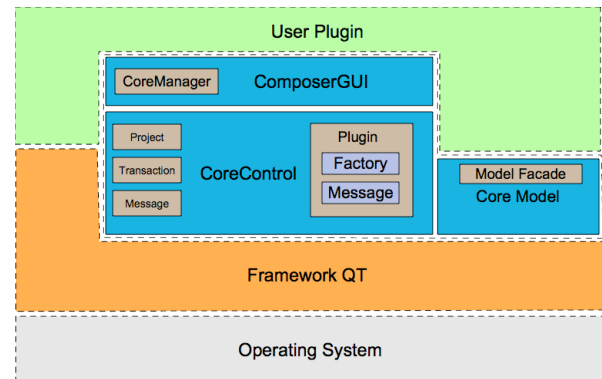 User Plugin
CoreManager
ComposerGUI
Project
Transaction
Message
CoreControl
Plugin
Factory
Message
Model Facade
Core Model
Framework QT
Operating System